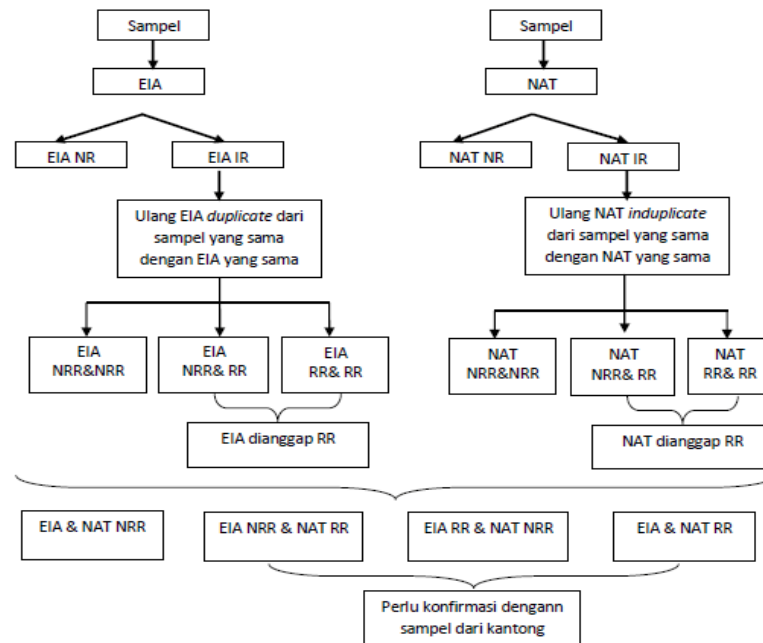 Sampel
EIA
EIA NR
EIA IR
Ulang EIA duplicate dari
sampel yang sama
dengan EIA yang sama
EIA
NRR&NRR
EIA
NRR& RR
EIA
RR& RR
EIA dianggap RR
Sampel
NAT
NAT NR
NAT IR
Ulang NAT induplicate
dari sampel yang sama
dengan NAT yang sama
NAT
NRR&NRR
NAT
NRR& RR
NAT
RR& RR
NAT dianggap RR
EIA & NAT NRR
EIA NRR & NAT RR
EIA RR & NAT NRR
EIA & NAT RR
Perlu konfirmasi dengann
sampel dari kantong